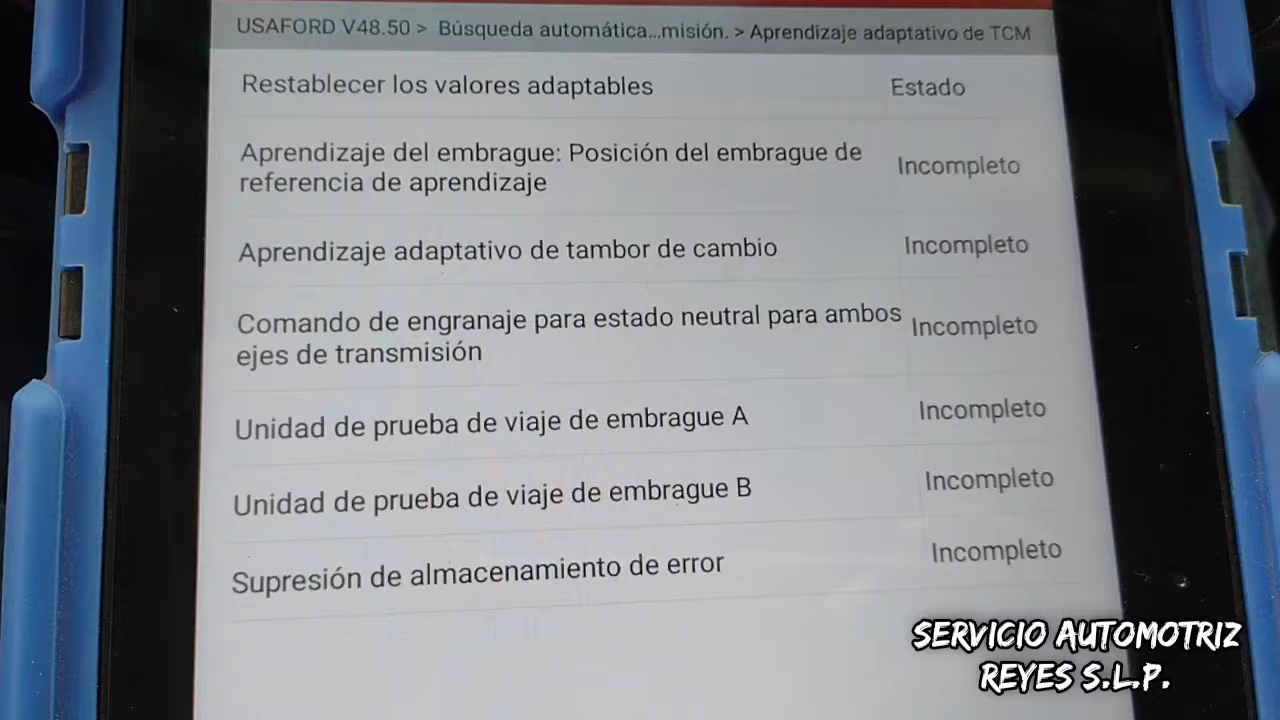 USAFORD V48.50 > Búsqueda automática...misión. > Aprendizaje adaptativo de TCM
Restablecer los valores adaptables Estado
Aprendizaje del embrague: Posición del embrague de
referencia de aprendizaje Incompleto
Aprendizaje adaptativo de tambor de cambio Incompleto
Comando de engranaje para estado neutral para ambos
ejes de transmisión Incompleto
Unidad de prueba de viaje de embrague A Incompleto
Unidad de prueba de viaje de embrague B Incompleto
Supresión de almacenamiento de error Incompleto
SERVICIO AUTOMOTRIZ
REYES S.L.P.